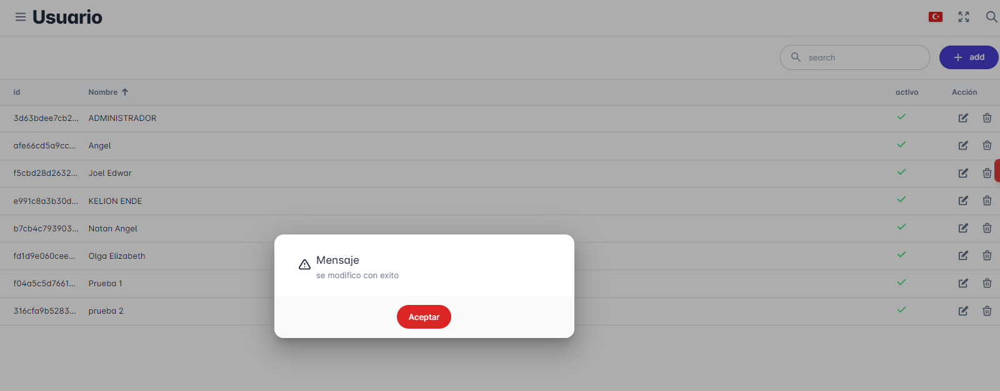 Usuario
search
add
id Nombre activo Acción
3d63bdee7cb2... ADMINISTRADOR
afe66cd5a9cc... Angel
f5cbd28d2632... Joel Edwar
e991c8a3b30d... KELION ENDE
b7cb4c793903... Natan Angel
fd1d9e060cee... Olga Elizabeth
f04a5c5d7661... Prueba 1
316cfa9b5283... prueba 2
Mensaje
se modifico con exito
Aceptar